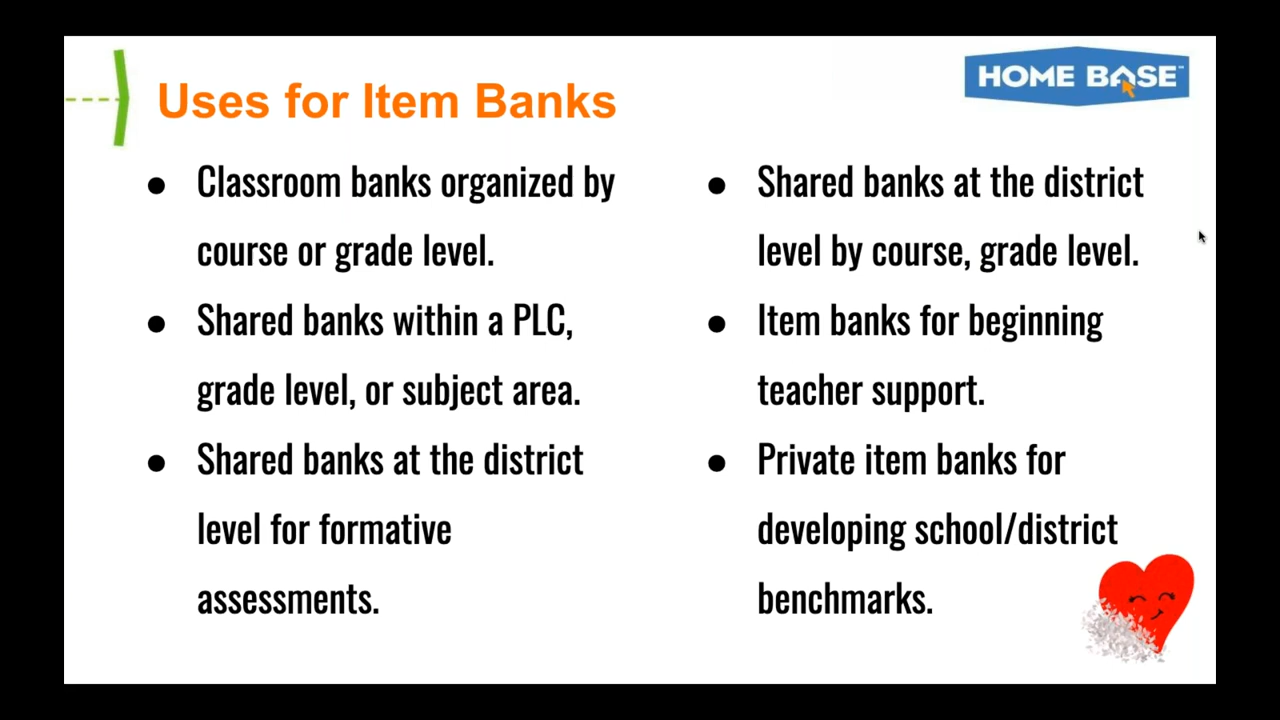 Uses for Item Banks
HOME BASE™
● Classroom banks organized by
course or grade level.
● Shared banks within a PLC,
grade level, or subject area.
● Shared banks at the district
level for formative
assessments.
● Shared banks at the district
level by course, grade level.
● Item banks for beginning
teacher support.
● Private item banks for
developing school/district
benchmarks.